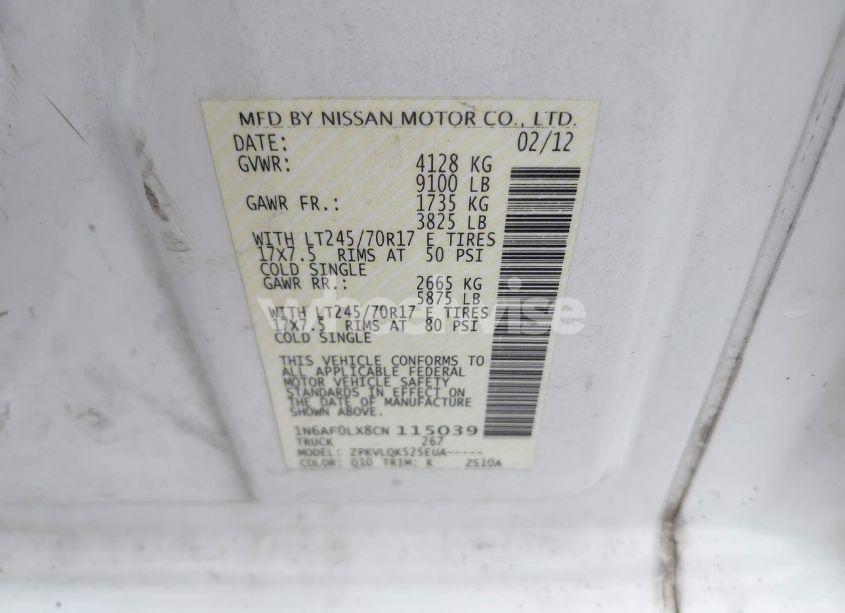 MFD BY NISSAN MOTOR CO., LTD.
DATE: 02/12
GVWR: 4128 KG
9100 LB
GAWR FR.: 1735 KG
3825 LB
WITH LT245/70R17 E TIRES
17X7.5 RIMS AT 50 PSI
COLD SINGLE
GAWR RR.: 2665 KG
5875 LB
WITH LT245/70R17 E TIRES
17X7.5 RIMS AT 80 PSI
COLD SINGLE
wheelwise
THIS VEHICLE CONFORMS TO
ALL APPLICABLE FEDERAL
MOTOR VEHICLE SAFETY
STANDARDS IN EFFECT ON
THE DATE OF MANUFACTURE
SHOWN ABOVE.
1N6AF0LX8CN 115039
TRUCK 267
MODEL: ZPKVLQK525EUA-----
COLOR: Q10 TRIM: K ZS10A